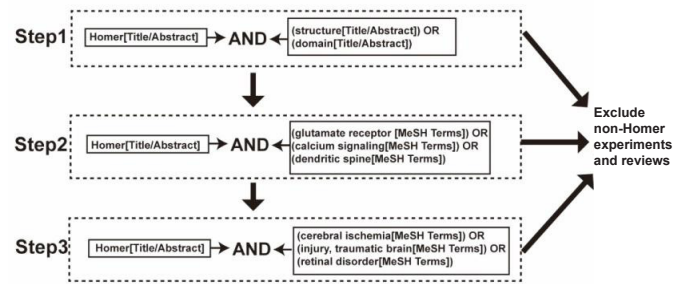 Step1
Homer[Title/Abstract]
AND
(structure[Title/Abstract]) OR
(domain[Title/Abstract])
Step2
Homer[Title/Abstract]
AND
(glutamate receptor [MeSH Terms]) OR
(calcium signaling[MeSH Terms]) OR
(dendritic spine[MeSH Terms])
Step3
Homer[Title/Abstract]
AND
(cerebral ischemia[MeSH Terms]) OR
(injury, traumatic brain[MeSH Terms]) OR
(retinal disorder[MeSH Terms])
Exclude
non-Homer
experiments
and reviews